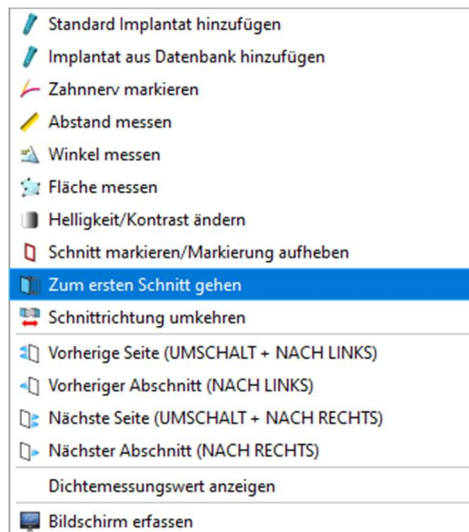 Standard Implantat hinzufügen
Implantat aus Datenbank hinzufügen
Zahnnerv markieren
Abstand messen
Winkel messen
Fläche messen
Helligkeit/Kontrast ändern
Schnitt markieren/Markierung aufheben
Zum ersten Schnitt gehen
Schnittrichtung umkehren
Vorherige Seite (UMSCHALT + NACH LINKS)
Vorheriger Abschnitt (NACH LINKS)
Nächste Seite (UMSCHALT + NACH RECHTS)
Nächster Abschnitt (NACH RECHTS)
Dichtemessungswert anzeigen
Bildschirm erfassen